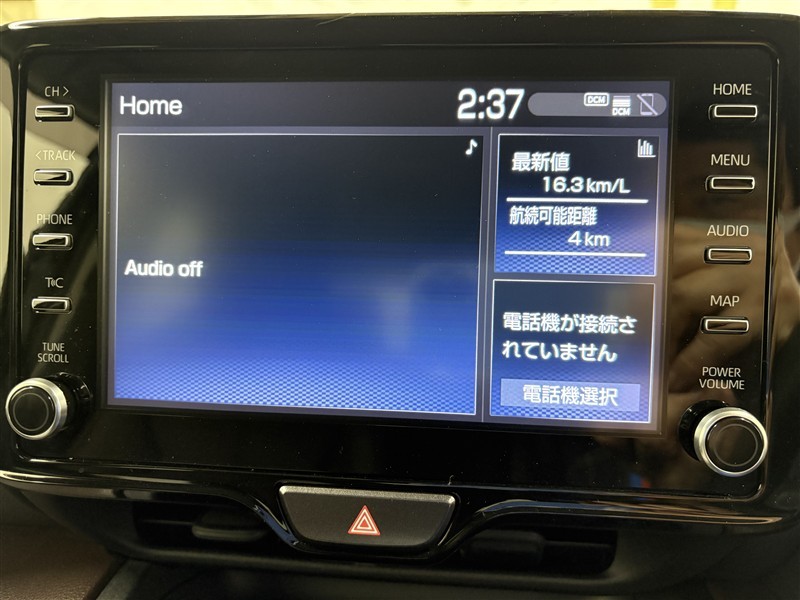 CH >
< TRACK
PHONE
T C
TUNE
SCROLL
Home
2:37
DCM
DCM
Audio off
最新値
16.3 km/L
航続可能距離
4 km
電話機が接続さ
れていません
電話機選択
HOME
MENU
AUDIO
MAP
POWER
VOLUME